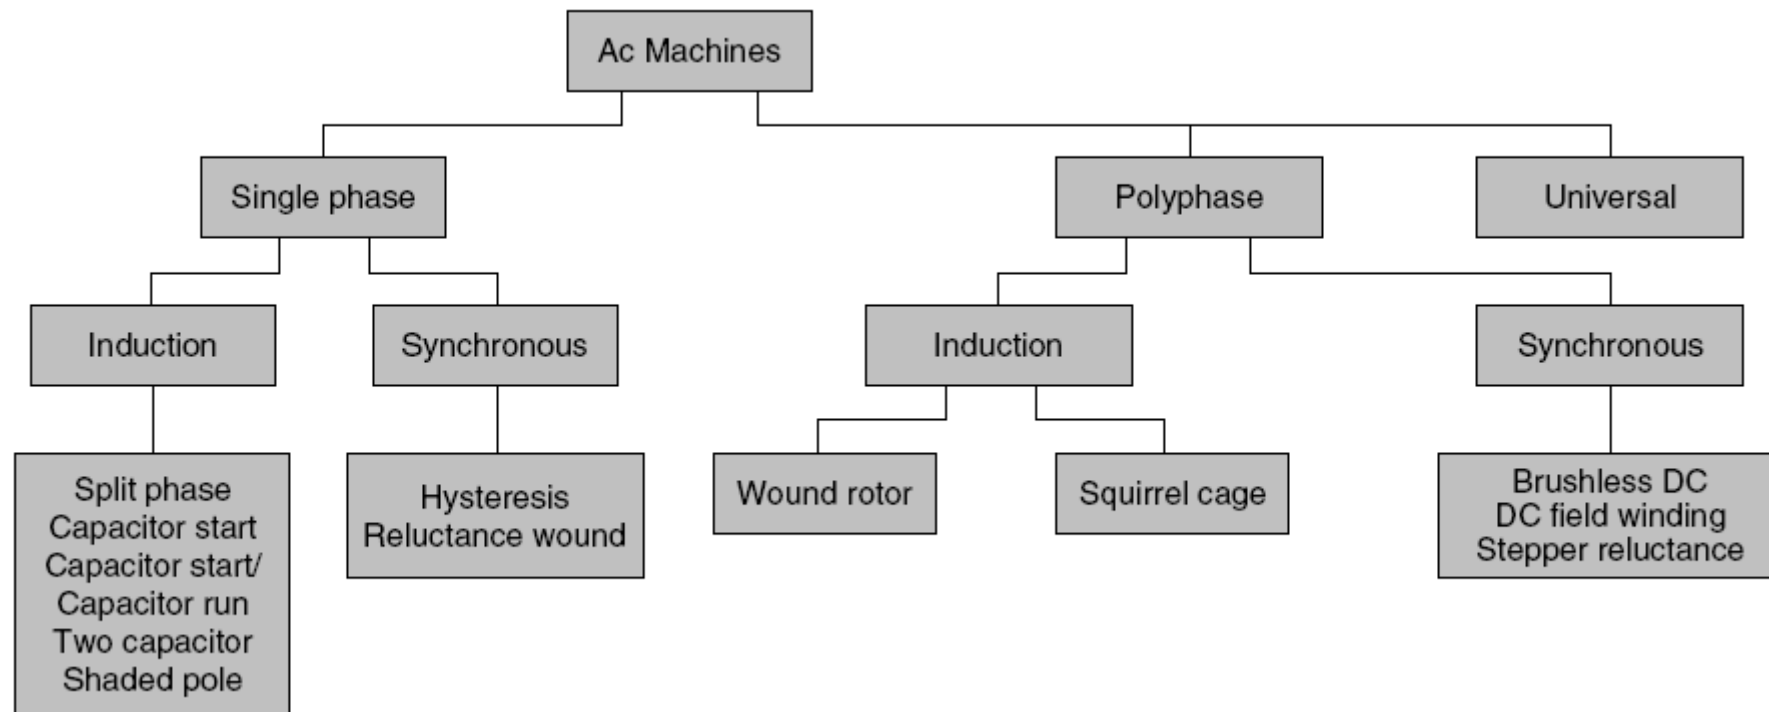 Ac Machines
Single phase
Polyphase
Universal
Induction
Synchronous
Induction
Synchronous
Split phase
Capacitor start
Capacitor start/
Capacitor run
Two capacitor
Shaded pole
Hysteresis
Reluctance wound
Wound rotor
Squirrel cage
Brushless DC
DC field winding
Stepper reluctance